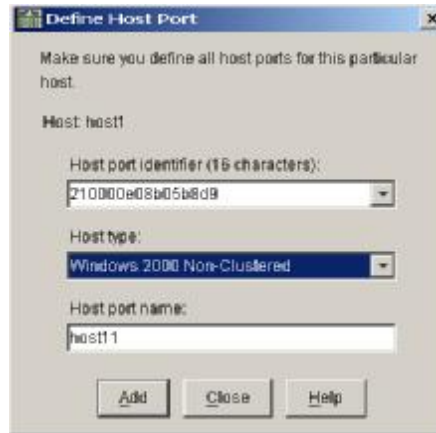 Define Host Port
Make sure you define all host ports for this particular
host.
Host: host1
Host port identifier (16 characters):
210000e08b05b8d9
Host type:
Windows 2000 Non-Clustered
Host port name:
host11
Add Close Help